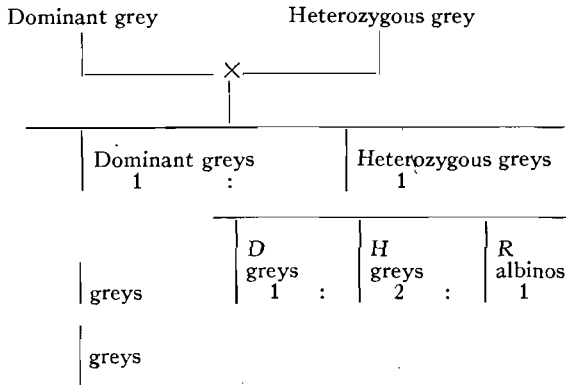 Dominant grey Heterozygous grey
×
Dominant greys Heterozygous greys
1 : 1
D H R
greys greys albinos
greys 1 : 2 : 1
greys